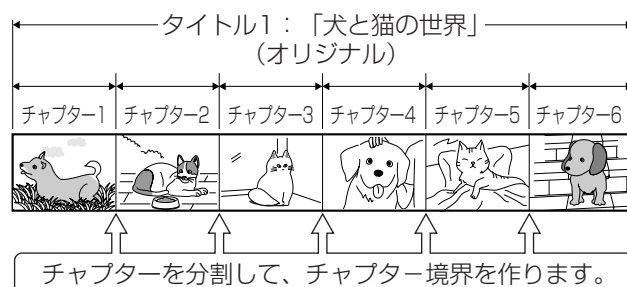 タイトル1：「犬と猫の世界」
（オリジナル）
チャプター1 チャプター2 チャプター3 チャプター4 チャプター5 チャプター6
チャプターを分割して、チャプター境界を作ります。